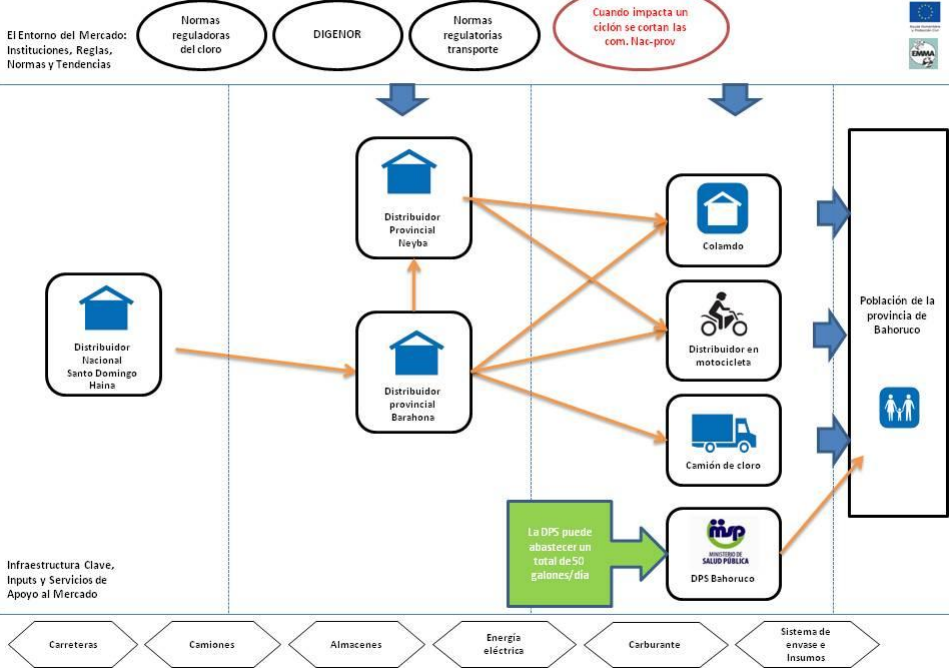 El Entorno del Mercado:
Instituciones, Reglas,
Normas y Tendencias
Normas
reguladoras
del cloro
DIGENOR
Normas
regulatorias
transporte
Cuando impacta un
ciclón se cortan las
com. Nac-prov
EMMA
Distribuidor
Provincial
Neyba
Colamdo
Distribuidor
Nacional
Santo Domingo
Haina
Distribuidor
provincial
Barahona
Distribuidor en
motocicleta
Población de la
provincia de
Bahoruco
Camión de cloro
La DPS puede
abastecer un
total de 50
galones/día
msp
MINISTERIO DE
SALUD PÚBLICA
DPS Bahoruco
Infraestructura Clave,
Inputs y Servicios de
Apoyo al Mercado
Carreteras
Camiones
Almacenes
Energía
eléctrica
Carburante
Sistema de
envase e
Insumos